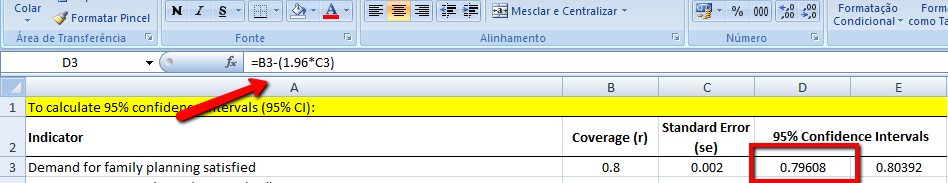 Colar
Formatar Pincel
Área de Transferência
N I S
A
Fonte
Mesclar e Centralizar
Alinhamento
% 000
Número
Formatação
Condicional
como Ta
D3
fx =B3-(1.96*C3)
A B C D E
1 To calculate 95% confidence intervals (95% CI):
2 Indicator Coverage (r) Standard Error (se) 95% Confidence Intervals
3 Demand for family planning satisfied 0.8 0.002 0.79608 0.80392